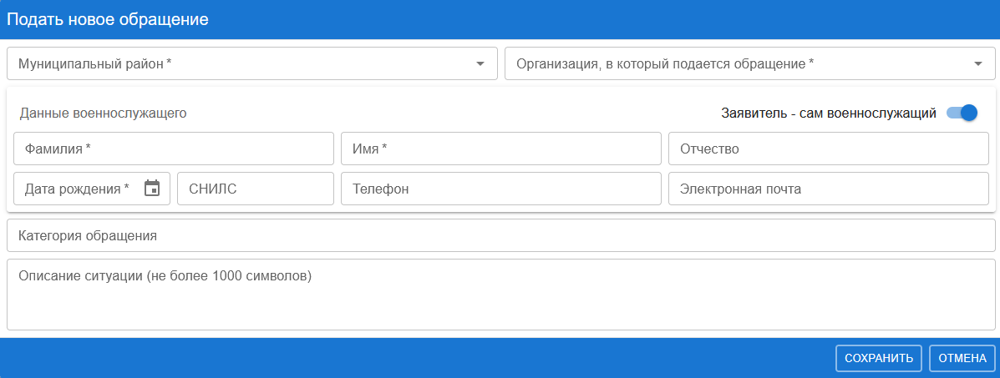 Подать новое обращение
Муниципальный район *
Организация, в который подается обращение *
Данные военнослужащего
Заявитель - сам военнослужащий
Фамилия *
Имя *
Отчество
Дата рождения *
СНИЛС
Телефон
Электронная почта
Категория обращения
Описание ситуации (не более 1000 символов)
СОХРАНИТЬ
ОТМЕНА